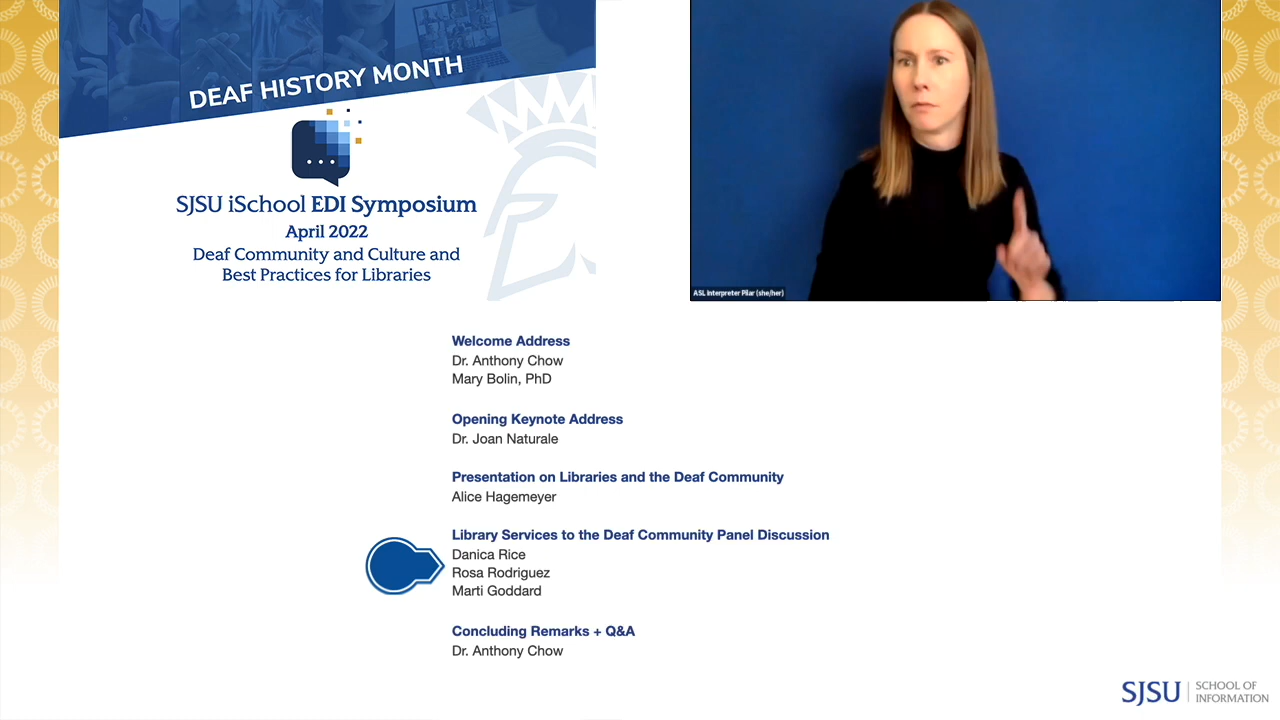 DEAF HISTORY MONTH
SJSU iSchool EDI Symposium
April 2022
Deaf Community and Culture and
Best Practices for Libraries
ASL Interpreter Pilar (she/her)
Welcome Address
Dr. Anthony Chow
Mary Bolin, PhD
Opening Keynote Address
Dr. Joan Naturale
Presentation on Libraries and the Deaf Community
Alice Hagemeyer
Library Services to the Deaf Community Panel Discussion
Danica Rice
Rosa Rodriguez
Marti Goddard
Concluding Remarks + Q&A
Dr. Anthony Chow
SJSU
SCHOOL OF
INFORMATION